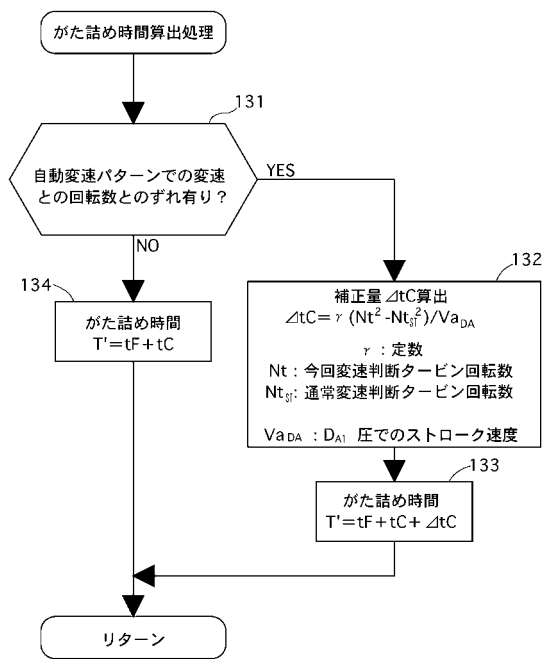 がた詰め時間算出処理
131
自動変速パターンでの変速
との回転数とのずれ有り？
YES
NO
132
補正量⊿tC算出
⊿tC＝r (Nt² -Nt_ST²)/Va_DA
r：定数
Nt：今回変速判断タービン回転数
Nt_ST：通常変速判断タービン回転数
Va_DA：D_A1 圧でのストローク速度
134
がた詰め時間
T'＝tF＋tC
133
がた詰め時間
T'＝tF＋tC＋⊿tC
リターン